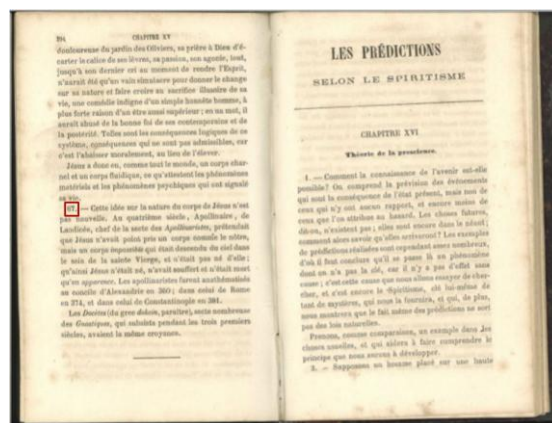 394 CHAPITRE XV
douloureuse du jardin des Oliviers, sa prière à Dieu d'é-
carter le calice de ses lèvres, sa passion, son agonie, tout,
jusqu'à son dernier cri au moment de rendre l'Esprit,
n'aurait été qu'un vain simulacre pour donner le change
sur sa nature et faire croire au sacrifice illusoire de sa
vie, une comédie indigne d'un simple honnête homme, à
plus forte raison d'un être aussi supérieur; en un mot, il
aurait abusé de la bonne foi de ses contemporains et de
la postérité. Telles sont les conséquences logiques de ce
système, conséquences qui ne sont pas admissibles, car
c'est l'abaisser moralement, au lieu de l'élever.
Jésus a donc eu, comme tout le monde, un corps char-
nel et un corps fluidique, ce qu'attestent les phénomènes
matériels et les phénomènes psychiques qui ont signalé
sa vie.
67. — Cette idée sur la nature du corps de Jésus n'est
pas nouvelle. Au quatrième siècle, Apollinaire, de
Laodicée, chef de la secte des Apollinaristes, prétendait
que Jésus n'avait point pris un corps comme le nôtre,
mais un corps impassible qui était descendu du ciel dans
le sein de la sainte Vierge, et n'était pas né d'elle;
qu'ainsi Jésus n'était né, n'avait souffert et n'était mort
qu'en apparence. Les apollinaristes furent anathématisés
au concile d'Alexandrie en 360; dans celui de Rome
en 374, et dans celui de Constantinople en 381.
Les Docètes (du grec dokein, paraître), secte nombreuse
des Gnostiques, qui subsista pendant les trois premiers
siècles, avaient la même croyance.
LES PRÉDICTIONS
SELON LE SPIRITISME
CHAPITRE XVI
Théorie de la prescience.
1. — Comment la connaissance de l'avenir est-elle
possible? On comprend la prévision des événements
qui sont la conséquence de l'état présent, mais non de
ceux qui n'y ont aucun rapport, et encore moins de
ceux que l'on attribue au hasard. Les choses futures,
dit-on, n'existent pas; elles sont encore dans le néant;
comment alors savoir qu'elles arriveront? Les exemples
de prédictions réalisées sont cependant assez nombreux,
d'où il faut conclure qu'il se passe là un phénomène
dont on n'a pas la clé, car il n'y a pas d'effet sans
cause; c'est cette cause que nous allons essayer de cher-
cher, et c'est encore le Spiritisme, clé lui-même de
tant de mystères, qui nous la fournira, et qui, de plus,
nous montrera que le fait même des prédictions ne sort
pas des lois naturelles.
Prenons, comme comparaison, un exemple dans les
choses usuelles, et qui aidera à faire comprendre le
principe que nous aurons à développer.
2. — Supposons un homme placé sur une haute